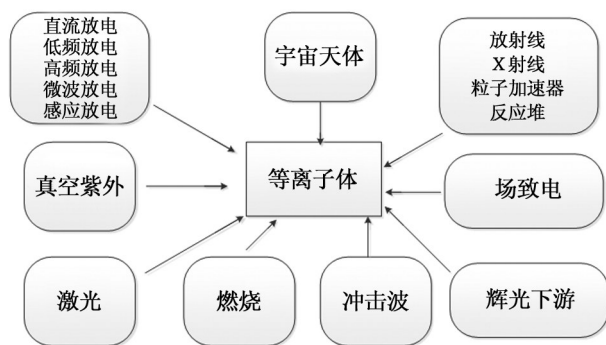 直流放电
低频放电
高频放电
微波放电
感应放电
宇宙天体
放射线
X射线
粒子加速器
反应堆
真空紫外
等离子体
场致电
激光
燃烧
冲击波
辉光下游